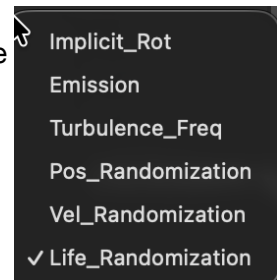 e
Implicit_Rot
Emission
Turbulence_Freq
Pos_Randomization
Vel_Randomization
✓ Life_Randomization